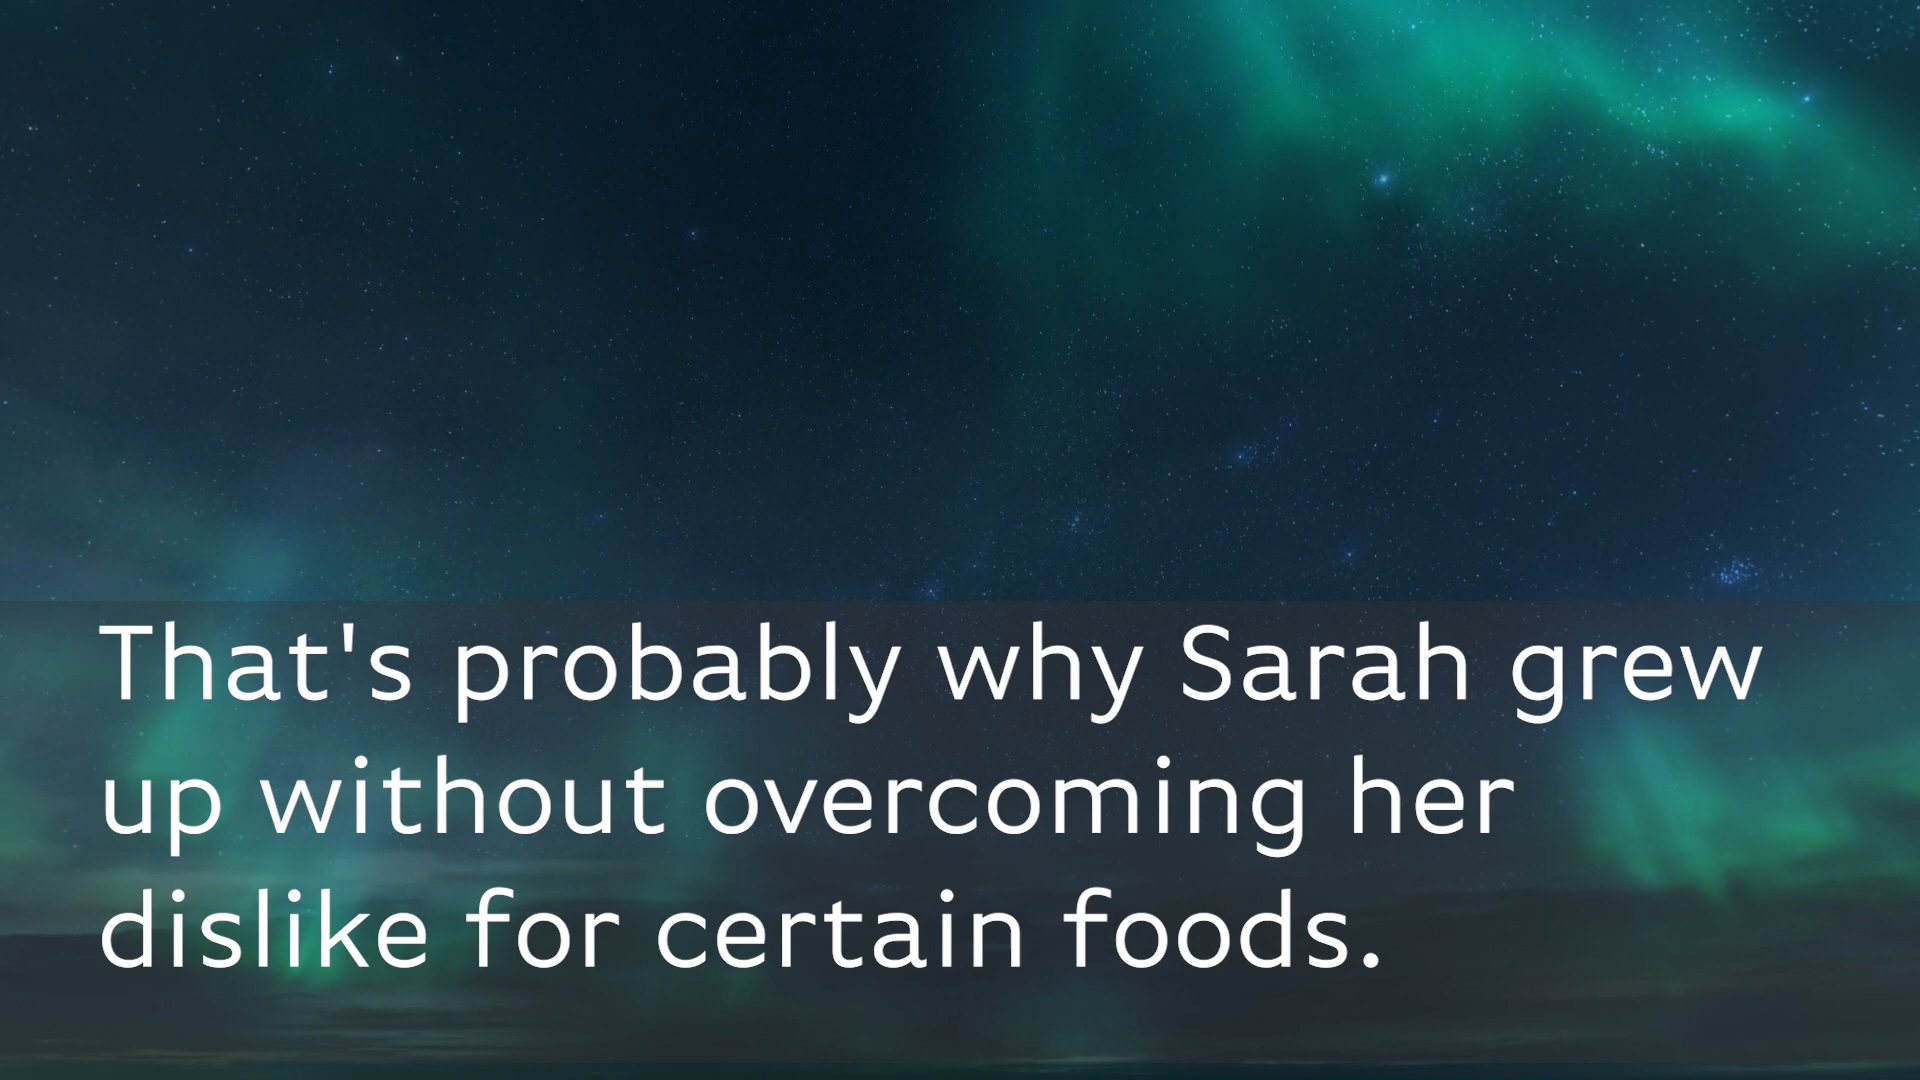 That's probably why Sarah grew
up without overcoming her
dislike for certain foods.